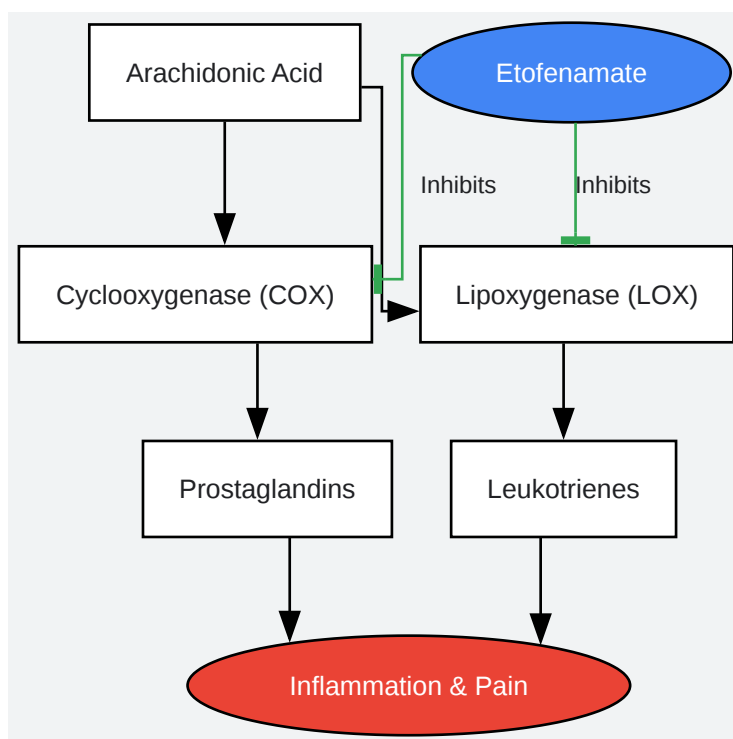 Arachidonic Acid
Etofenamate
Inhibits
Inhibits
Cyclooxygenase (COX)
Lipoxygenase (LOX)
Prostaglandins
Leukotrienes
Inflammation & Pain